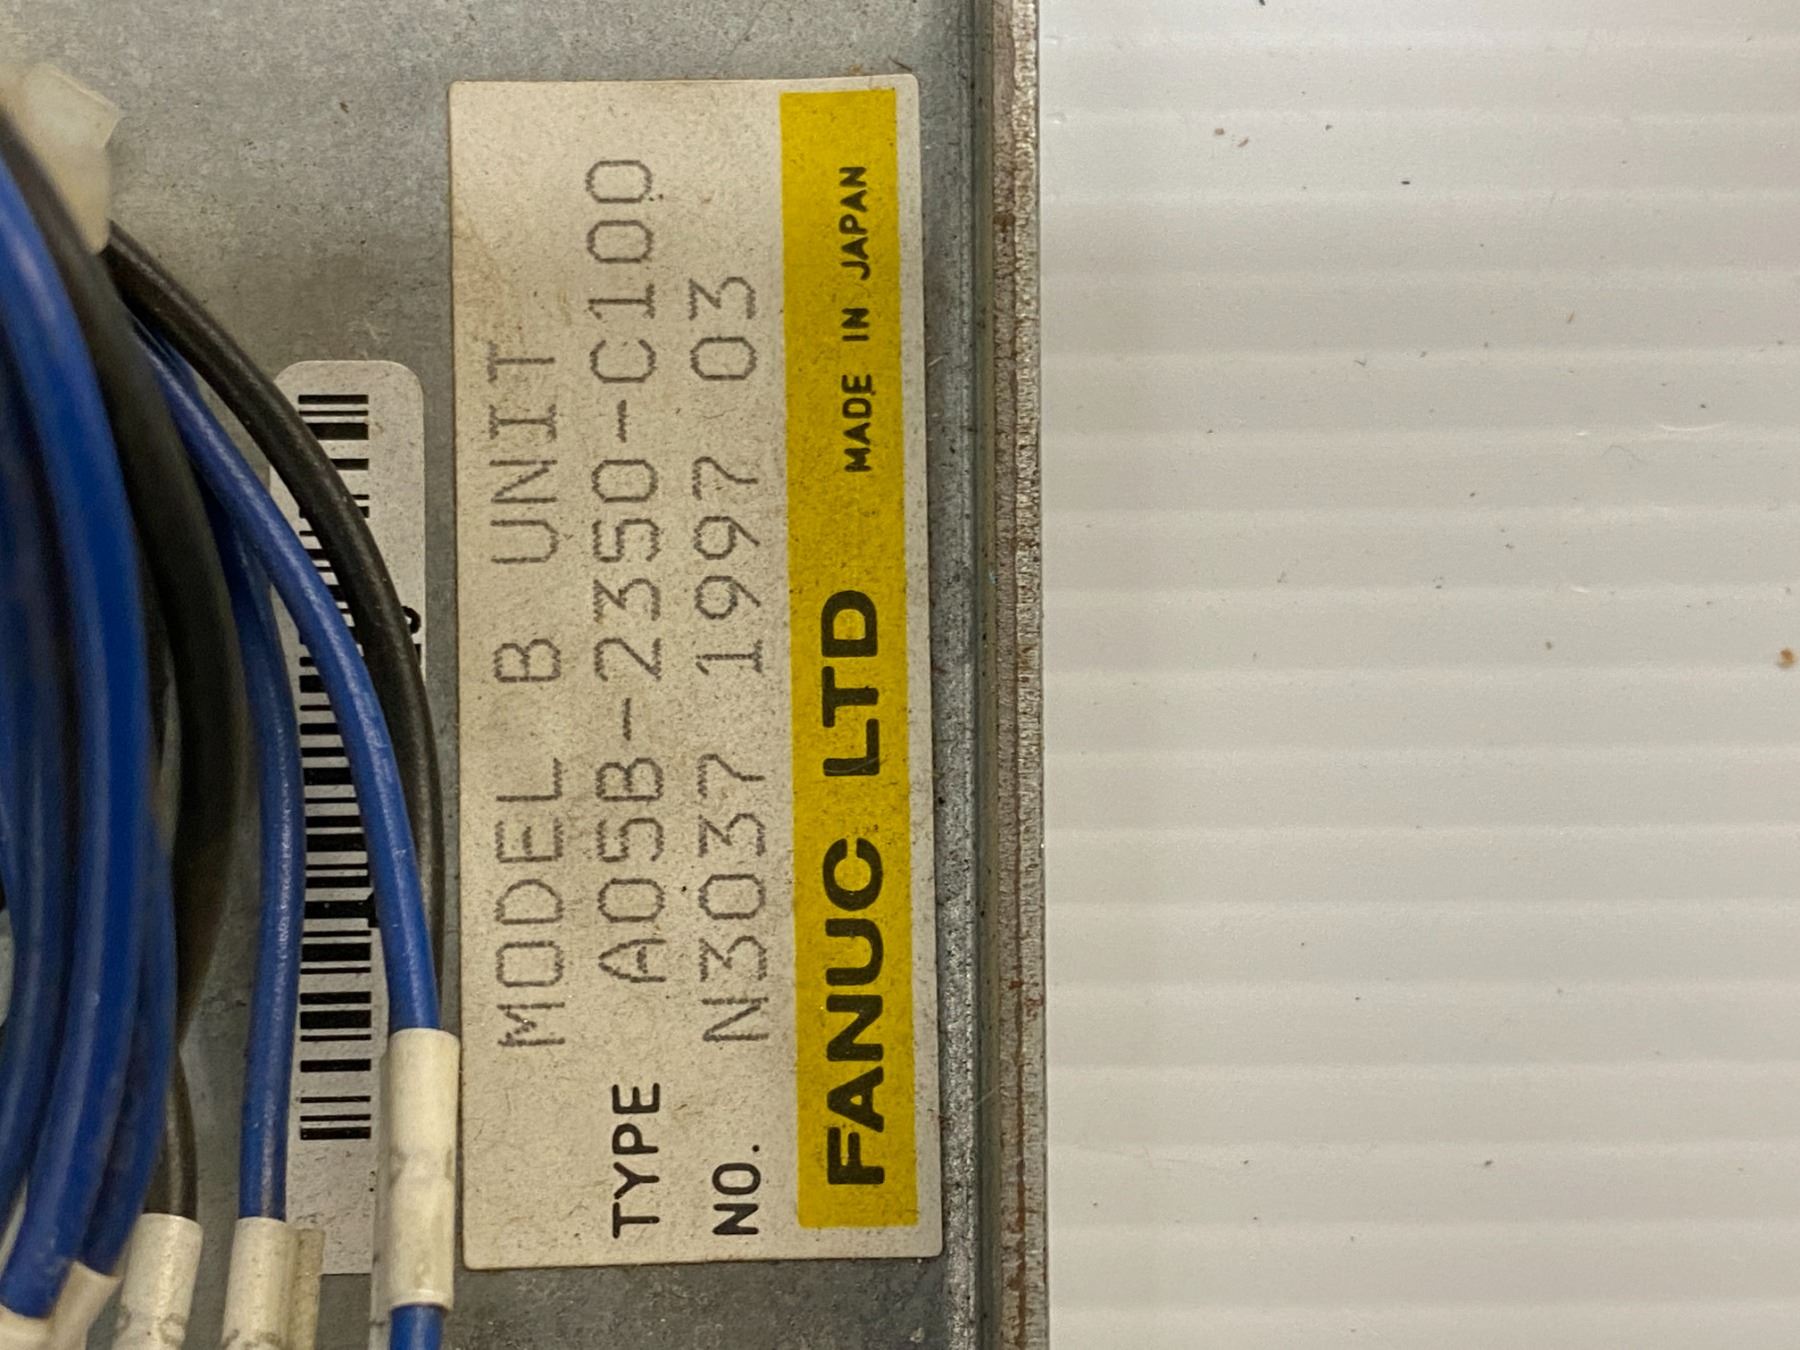 MODEL B UNIT
TYPE A05B-2350-C100
NO. N3037 1997 03
FANUC LTD MADE IN JAPAN